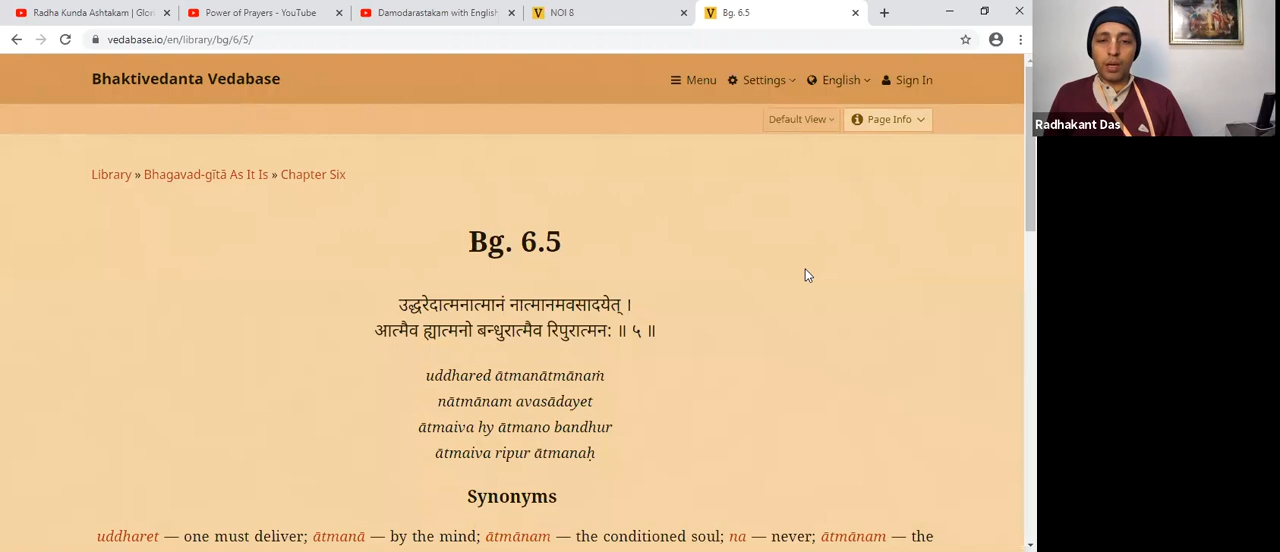 Radha Kunda Ashtakam | Glori
Power of Prayers - YouTube
Damodarastakam with English
NOI 8
Bg. 6.5
vedabase.io/en/library/bg/6/5/
Bhaktivedanta Vedabase
Menu Settings English Sign In
Default View Page Info
Library » Bhagavad-gītā As It Is » Chapter Six
Bg. 6.5
उद्धरेदात्मनात्मानं नात्मानमवसादयेत् ।
आत्मैव ह्यात्मनो बन्धुरात्मैव रिपुरात्मन: ॥ ५ ॥
uddhared ātmanātmānaṁ
nātmānam avasādayet
ātmaiva hy ātmano bandhur
ātmaiva ripur ātmanaḥ
Synonyms
uddharet — one must deliver; ātmanā — by the mind; ātmānam — the conditioned soul; na — never; ātmānam — the
Radhakant Das